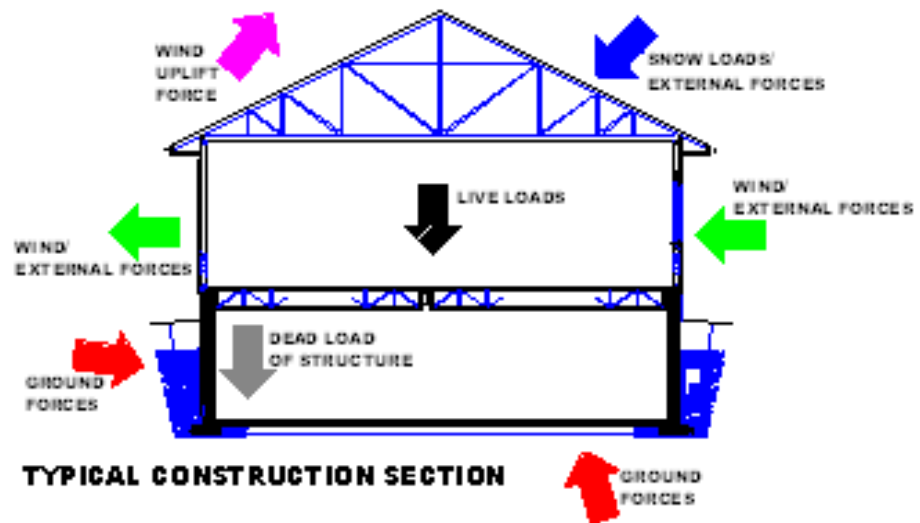 WIND
UPLIFT
FORCE
SNOW LOADS/
EXTERNAL FORCES
LIVE LOADS
WIND/
EXTERNAL FORCES
WIND/
EXTERNAL FORCES
DEAD LOAD
OF STRUCTURE
GROUND
FORCES
TYPICAL CONSTRUCTION SECTION
GROUND
FORCES